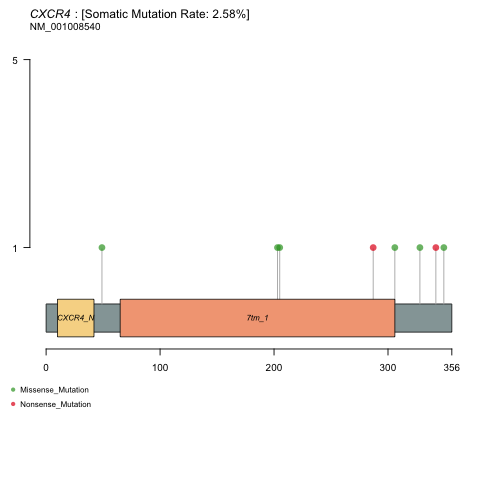 CXCR4 : [Somatic Mutation Rate: 2.58%]
NM_001008540
5
1
CXCR4_N
7tm_1
0 100 200 300 356
Missense_Mutation
Nonsense_Mutation